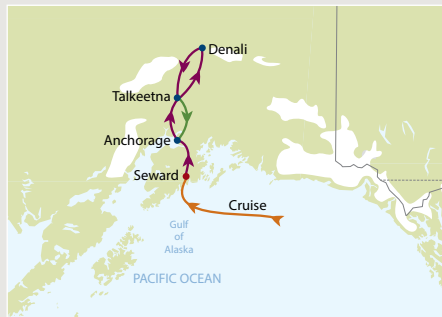 Denali
Talkeetna
Anchorage
Seward
Cruise
Gulf
of
Alaska
PACIFIC OCEAN